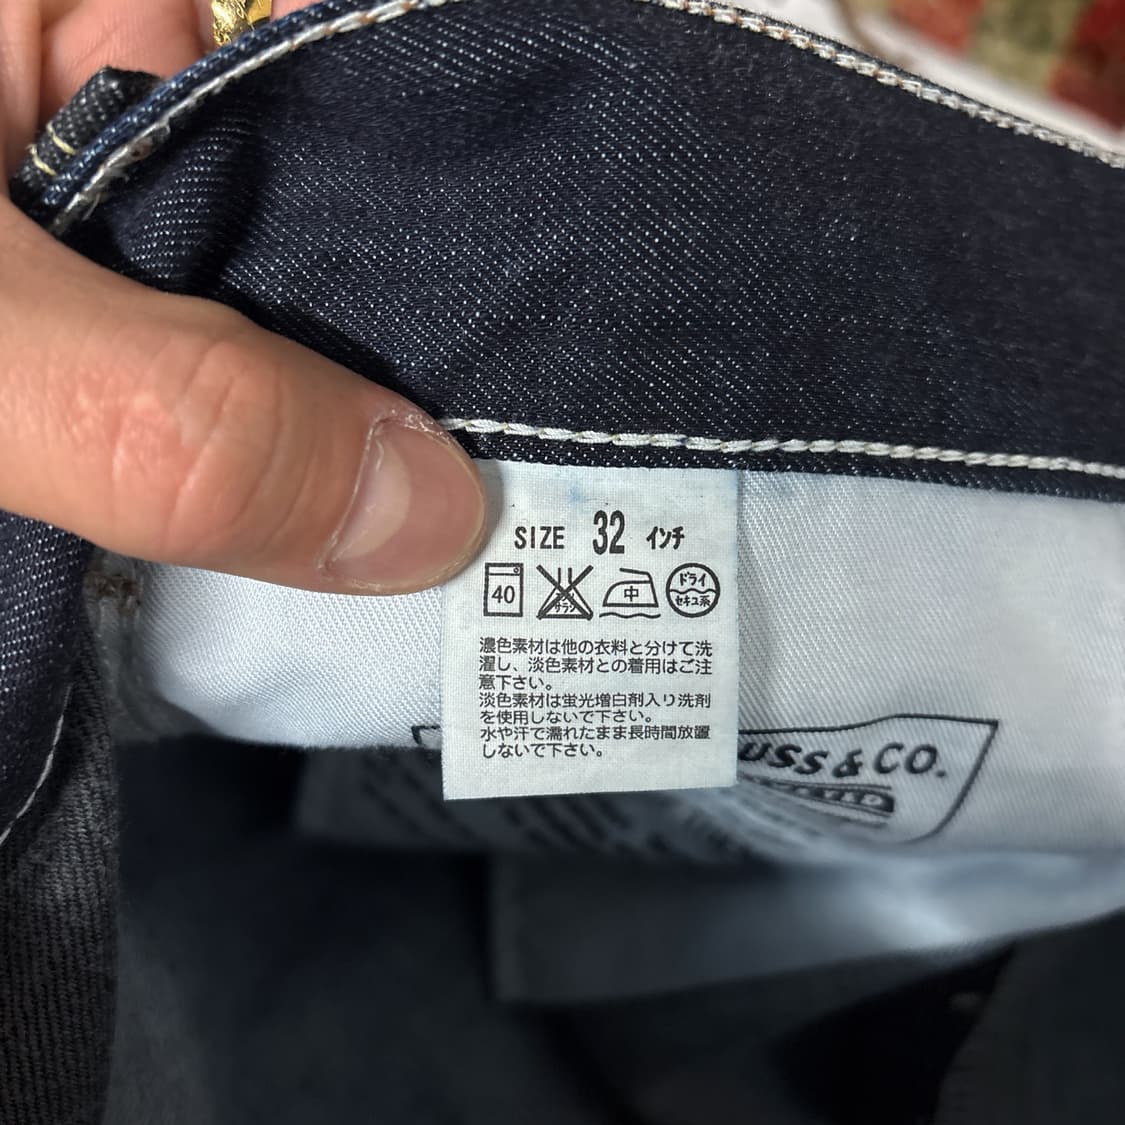 SIZE 32 インチ
40 サラシ 中 ドライ セキユ系
濃色素材は他の衣料と分けて洗
濯し、淡色素材との着用はご注
意下さい。
淡色素材は蛍光増白剤入り洗剤
を使用しないで下さい。
水や汗で濡れたまま長時間放置
しないで下さい。
USS & CO.